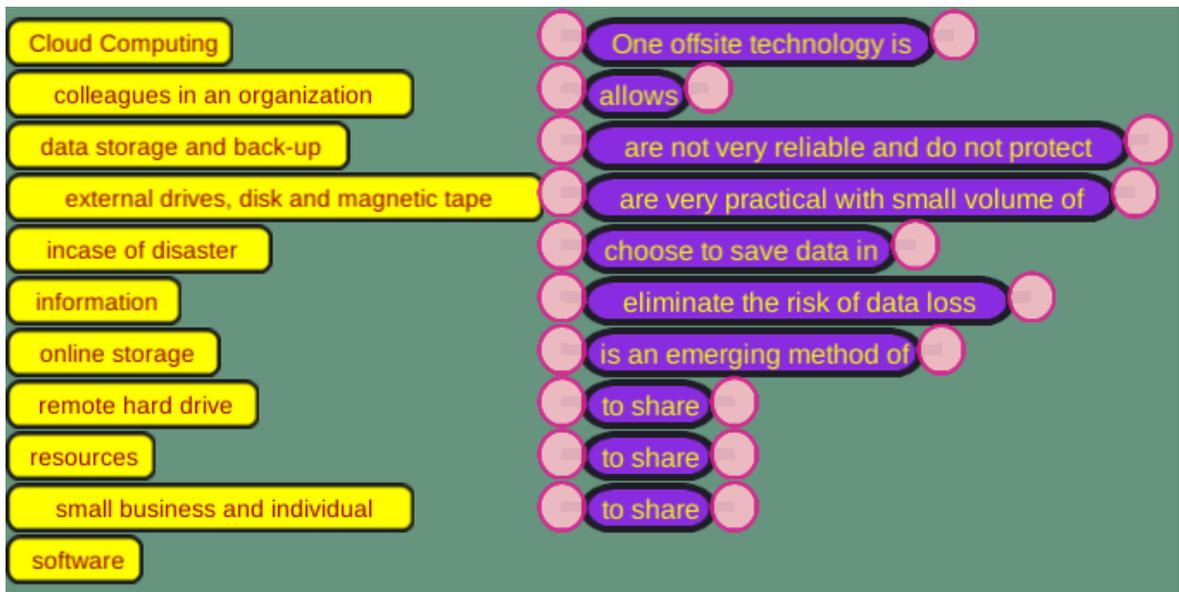 Cloud Computing
colleagues in an organization
data storage and back-up
external drives, disk and magnetic tape
incase of disaster
information
online storage
remote hard drive
resources
small business and individual
software
One offsite technology is
allows
are not very reliable and do not protect
are very practical with small volume of
choose to save data in
eliminate the risk of data loss
is an emerging method of
to share
to share
to share